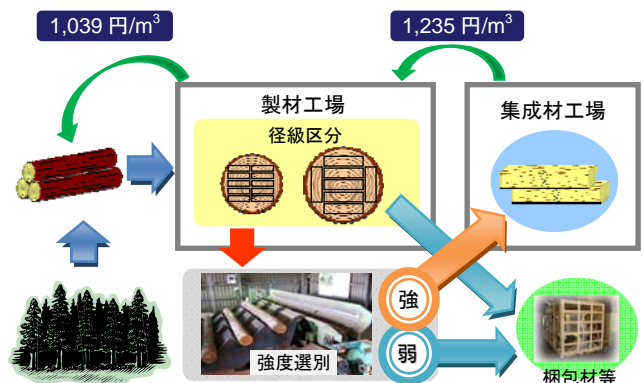 1,039 円/m³
1,235 円/m³
製材工場
集成材工場
径級区分
強
強度選別
弱
梱包材等